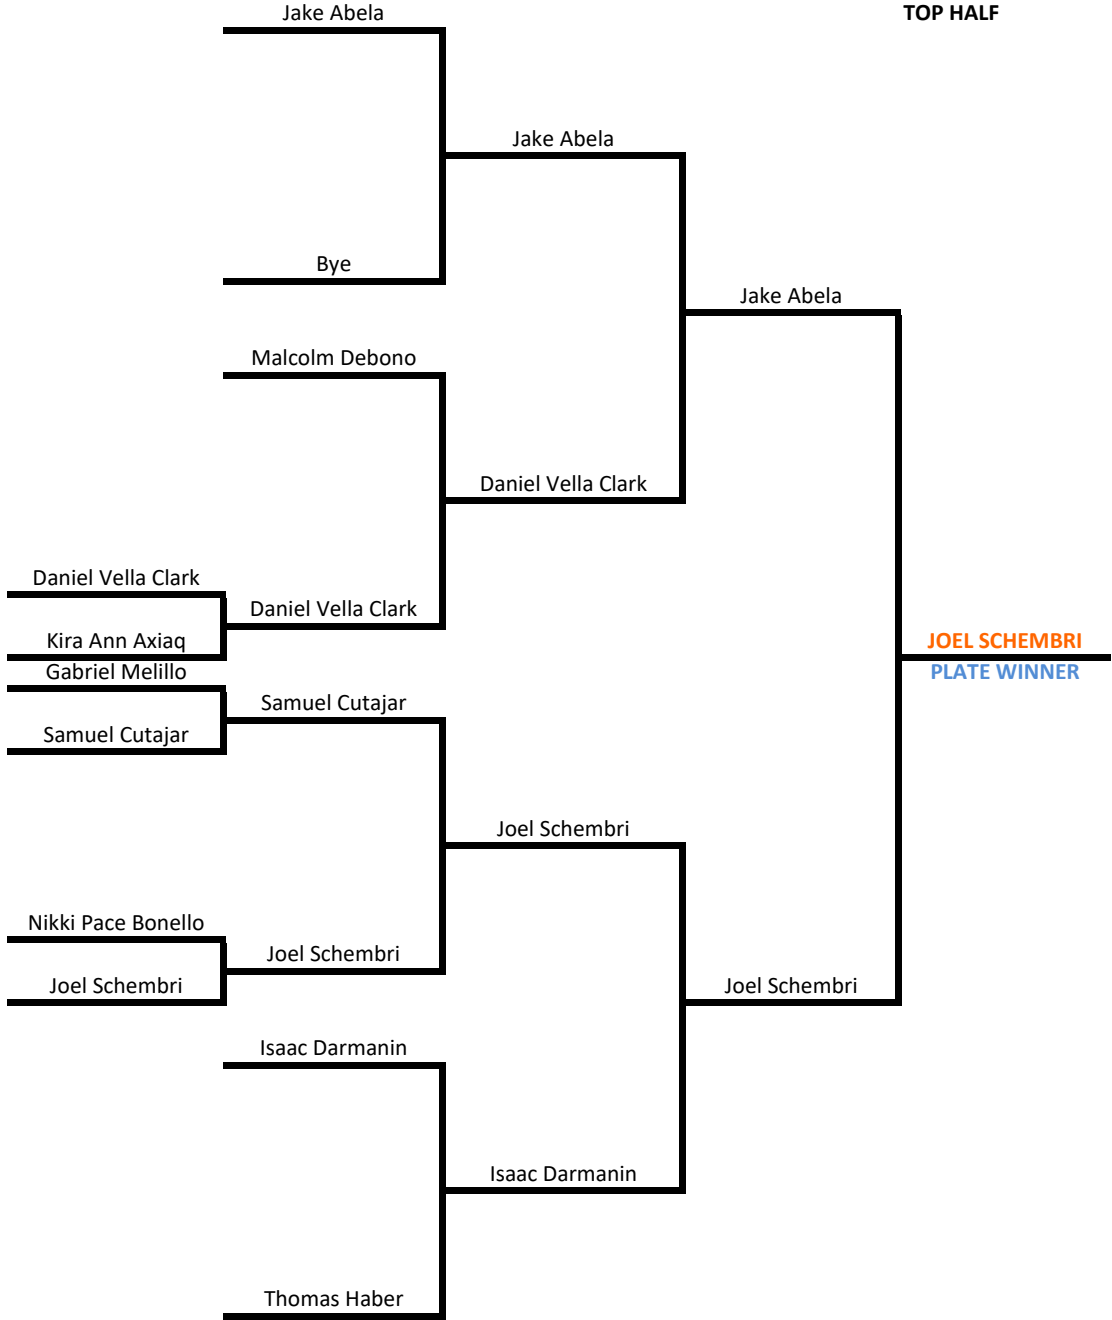 Jake Abela
TOP HALF
Jake Abela
Bye
Jake Abela
Malcolm Debono
Daniel Vella Clark
Daniel Vella Clark
Daniel Vella Clark
Kira Ann Axiaq
JOEL SCHEMBRI
Gabriel Melillo
PLATE WINNER
Samuel Cutajar
Samuel Cutajar
Joel Schembri
Nikki Pace Bonello
Joel Schembri
Joel Schembri
Joel Schembri
Isaac Darmanin
Isaac Darmanin
Thomas Haber